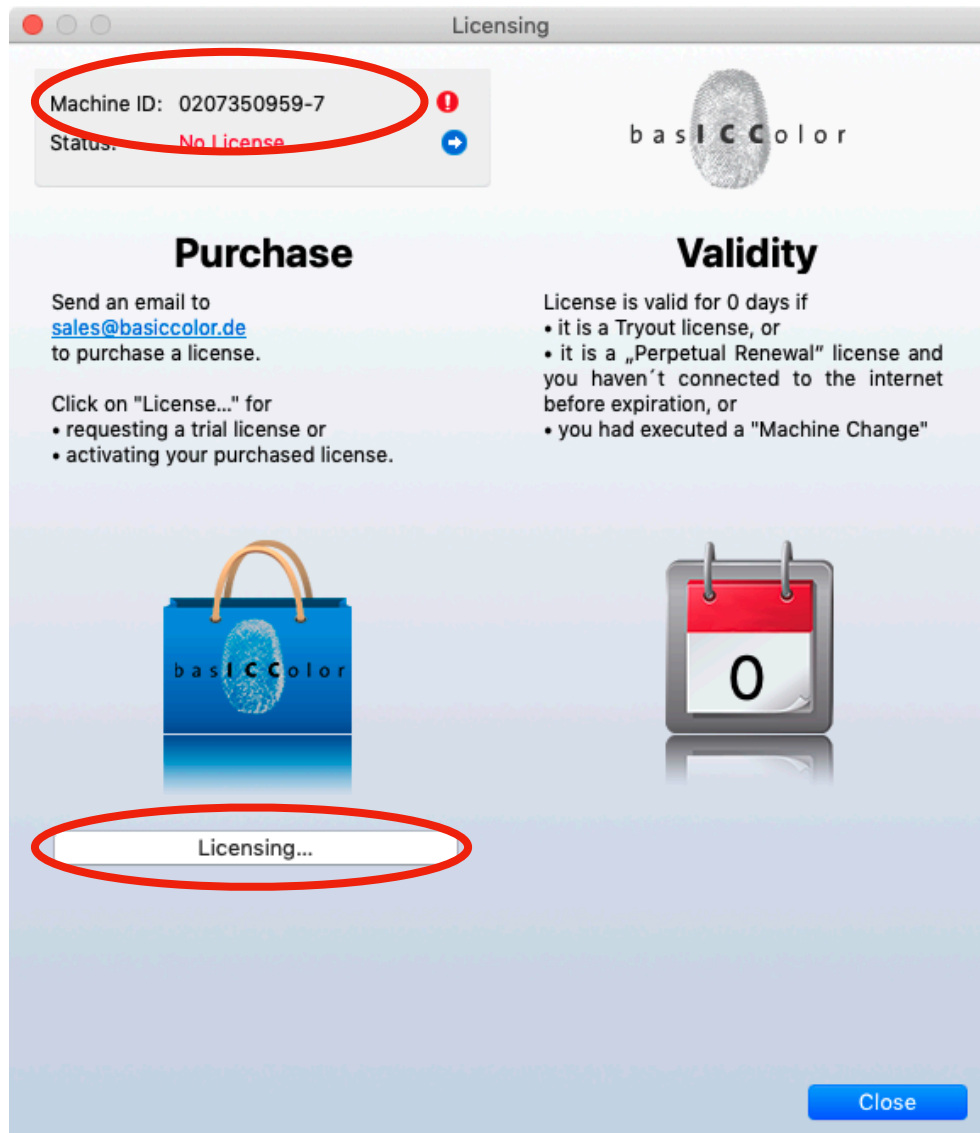 Licensing
Machine ID: 0207350959-7
Status: No License
basICColor
Purchase
Send an email to
sales@basiccolor.de
to purchase a license.
Click on "License..." for
• requesting a trial license or
• activating your purchased license.
Validity
License is valid for 0 days if
• it is a Tryout license, or
• it is a „Perpetual Renewal” license and
you haven´t connected to the internet
before expiration, or
• you had executed a "Machine Change"
basICColor
0
Licensing...
Close